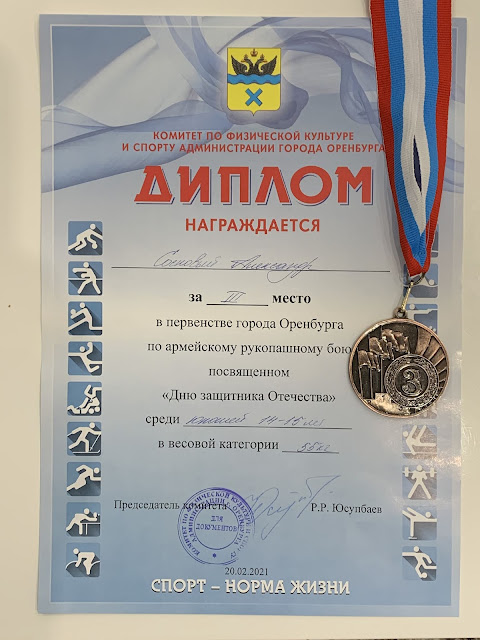 КОМИТЕТ ПО ФИЗИЧЕСКОЙ КУЛЬТУРЕ
И СПОРТУ АДМИНИСТРАЦИИ ГОРОДА ОРЕНБУРГА
ДИПЛОМ
НАГРАЖДАЕТСЯ
Александр
за III место
в первенстве города Оренбурга
по армейскому рукопашному бою
посвященном
«Дню защитника Отечества»
среди юношей 14-15 лет
в весовой категории 55кг
Председатель комитета Р.Р. Юсупбаев
ДЛЯ
ДОКУМЕНТОВ
20.02.2021
СПОРТ – НОРМА ЖИЗНИ
3